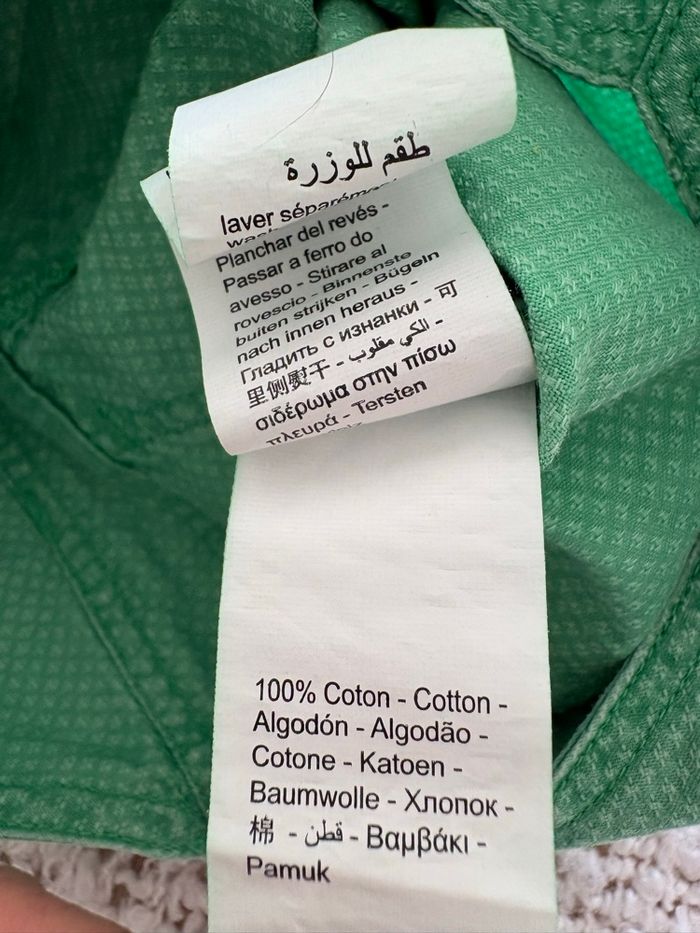 طقم للوزرة
laver séparément
Planchar del revés -
Passar a ferro do
avesso - Stirare al
rovescio - Binnenste
buiten strijken - Bügeln
nach innen heraus -
Гладить с изнанки - 可
里侧熨干 - الكي مقلوب -
σιδέρωμα στην πίσω
πλευρά - Tersten
100% Coton - Cotton -
Algodón - Algodão -
Cotone - Katoen -
Baumwolle - Хлопок -
棉 - قطن - Βαμβάκι -
Pamuk